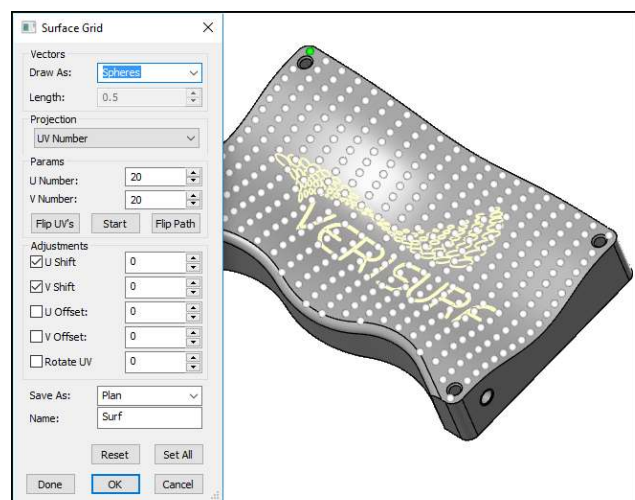 Surface Grid
Vectors
Draw As: Spheres
Length: 0.5
Projection
UV Number
Params
U Number: 20
V Number: 20
Flip UV's Start Flip Path
Adjustments
U Shift 0
V Shift 0
U Offset: 0
V Offset: 0
Rotate UV 0
Save As: Plan
Name: Surf
Reset Set All
Done OK Cancel
VERISURF